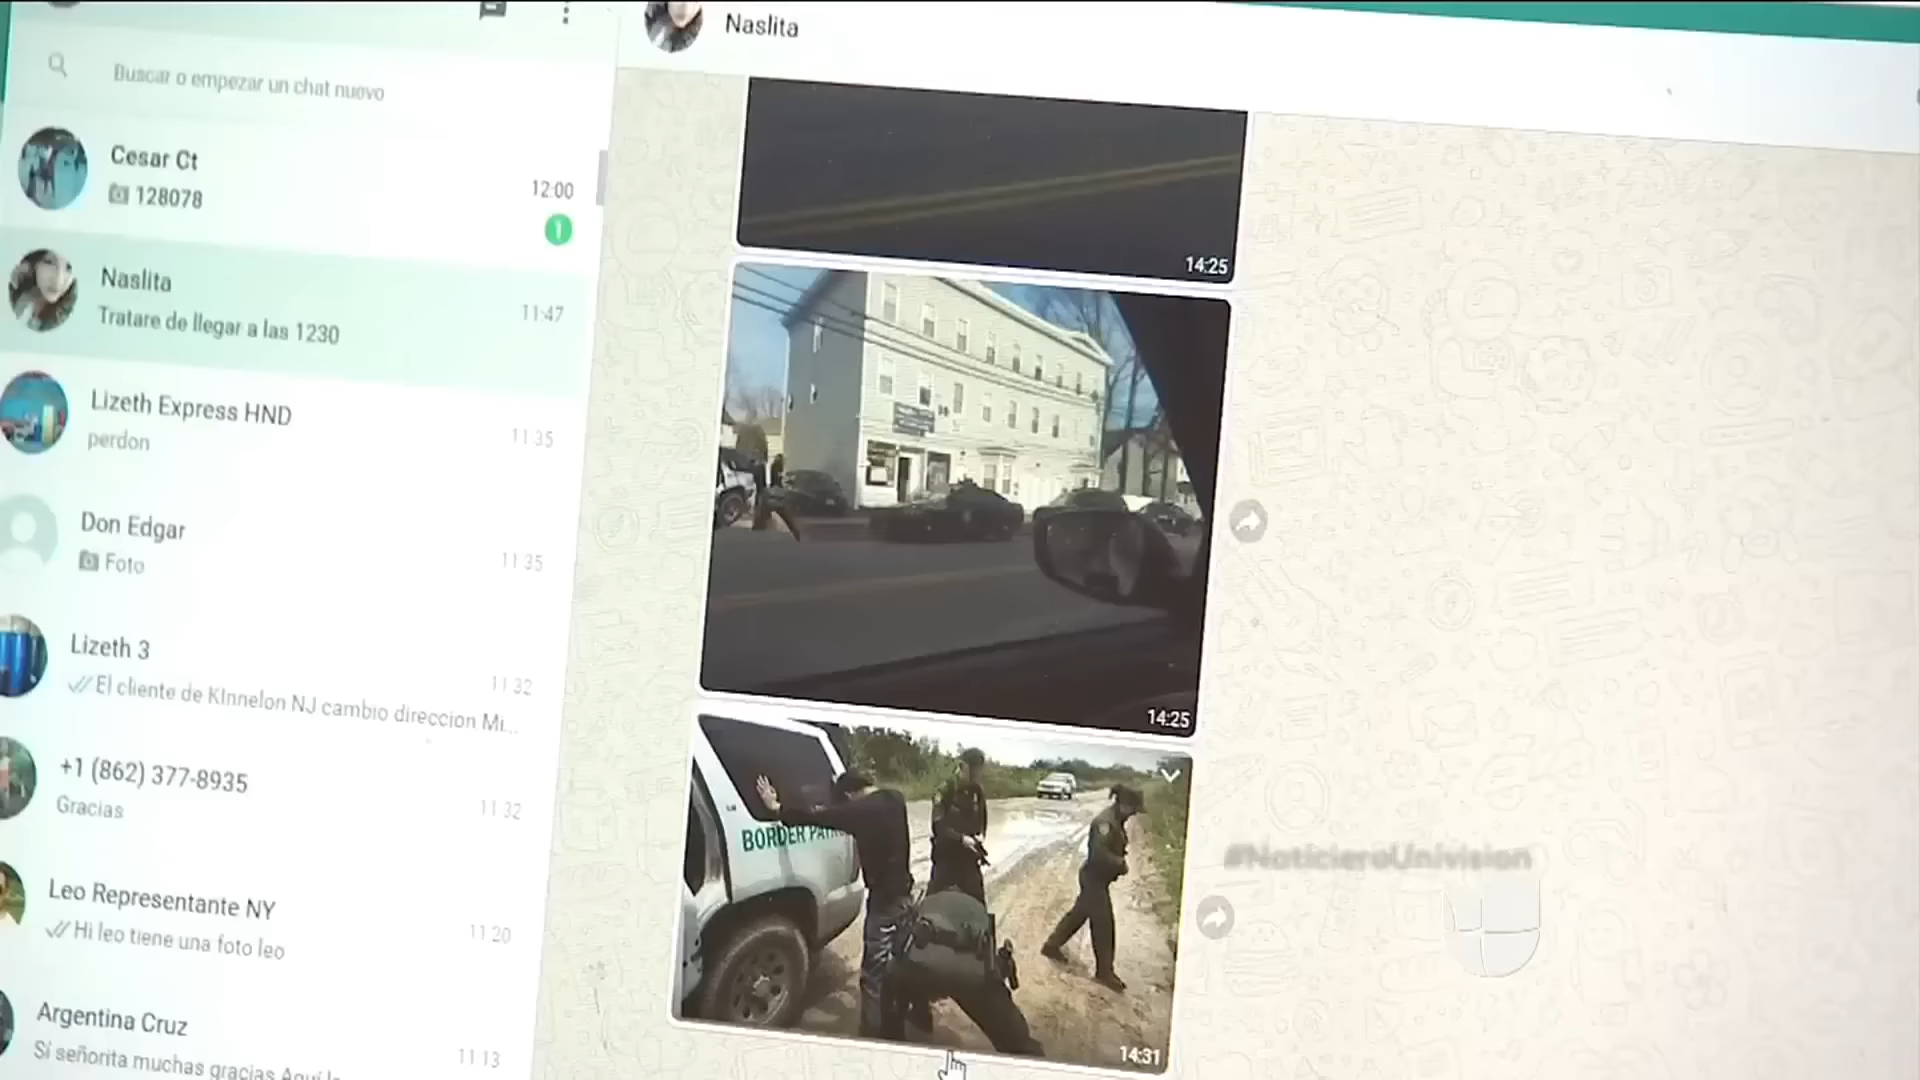 Naslita
Buscar o empezar un chat nuevo
Cesar Ct
128078
12:00
1
Naslita
Tratare de llegar a las 1230
11:47
Lizeth Express HND
perdon
11:35
Don Edgar
Foto
11:35
Lizeth 3
El cliente de KInnelon NJ cambio direccion Mi...
11:32
+1 (862) 377-8935
Gracias
11:32
Leo Representante NY
Hi leo tiene una foto leo
11:20
Argentina Cruz
Sí señorita muchas gracias Aquí
11:13
14:25
14:25
BORDER
14:31
#NoticieroUnivision